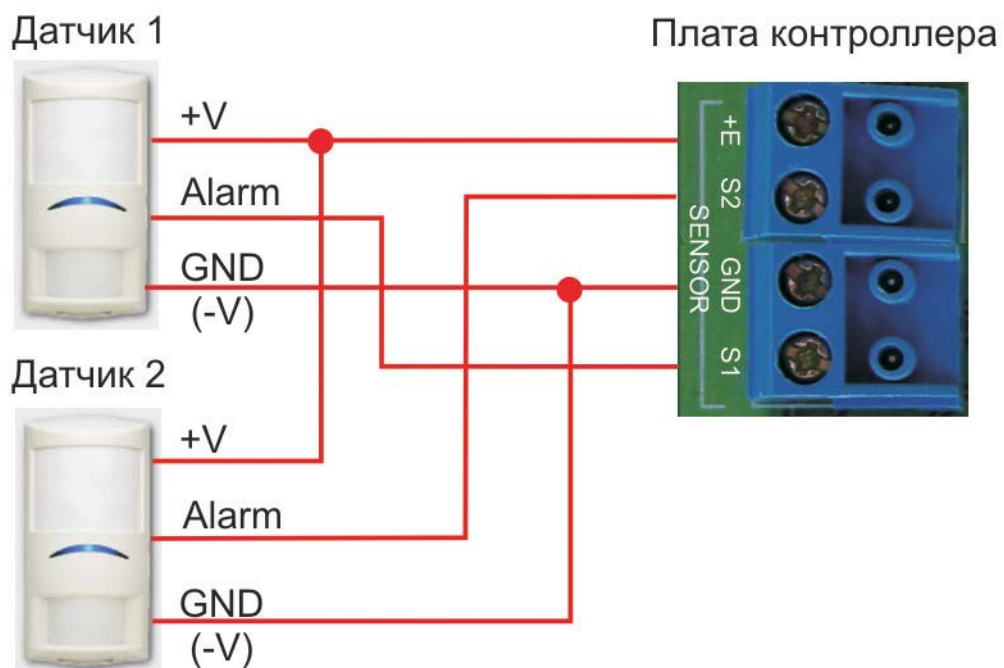 Датчик 1
Плата контроллера
+V
Alarm
GND
(-V)
+E
S2
GND
S1
SENSOR
Датчик 2
+V
Alarm
GND
(-V)